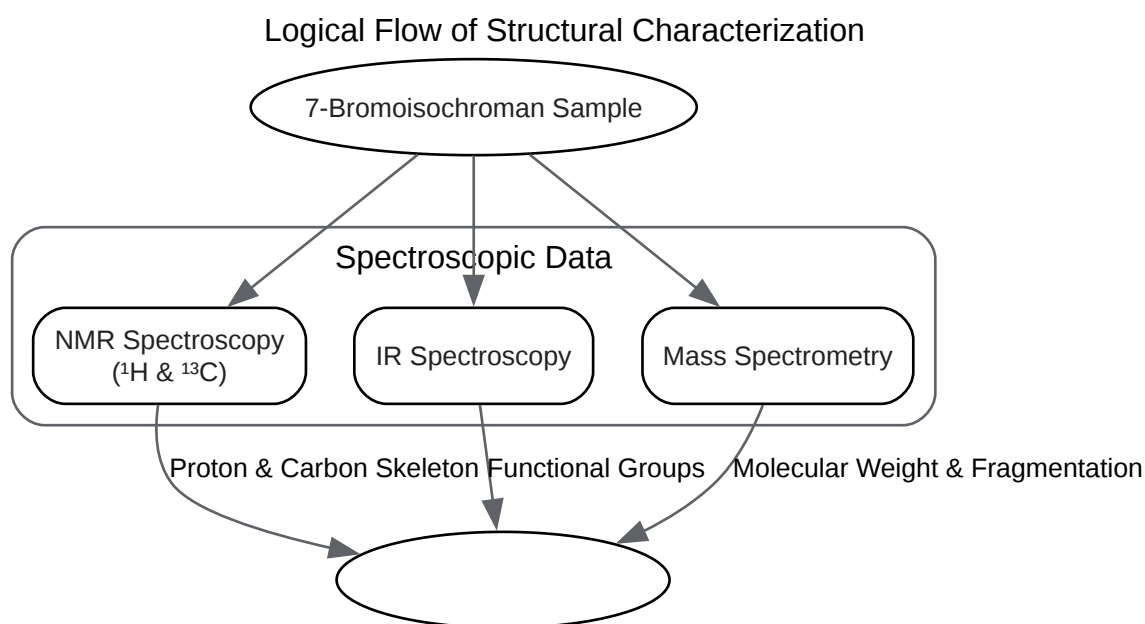 Logical Flow of Structural Characterization
7-Bromoisochroman Sample
Spectroscopic Data
NMR Spectroscopy
(¹H & ¹³C)
IR Spectroscopy
Mass Spectrometry
Proton & Carbon Skeleton
Functional Groups
Molecular Weight & Fragmentation